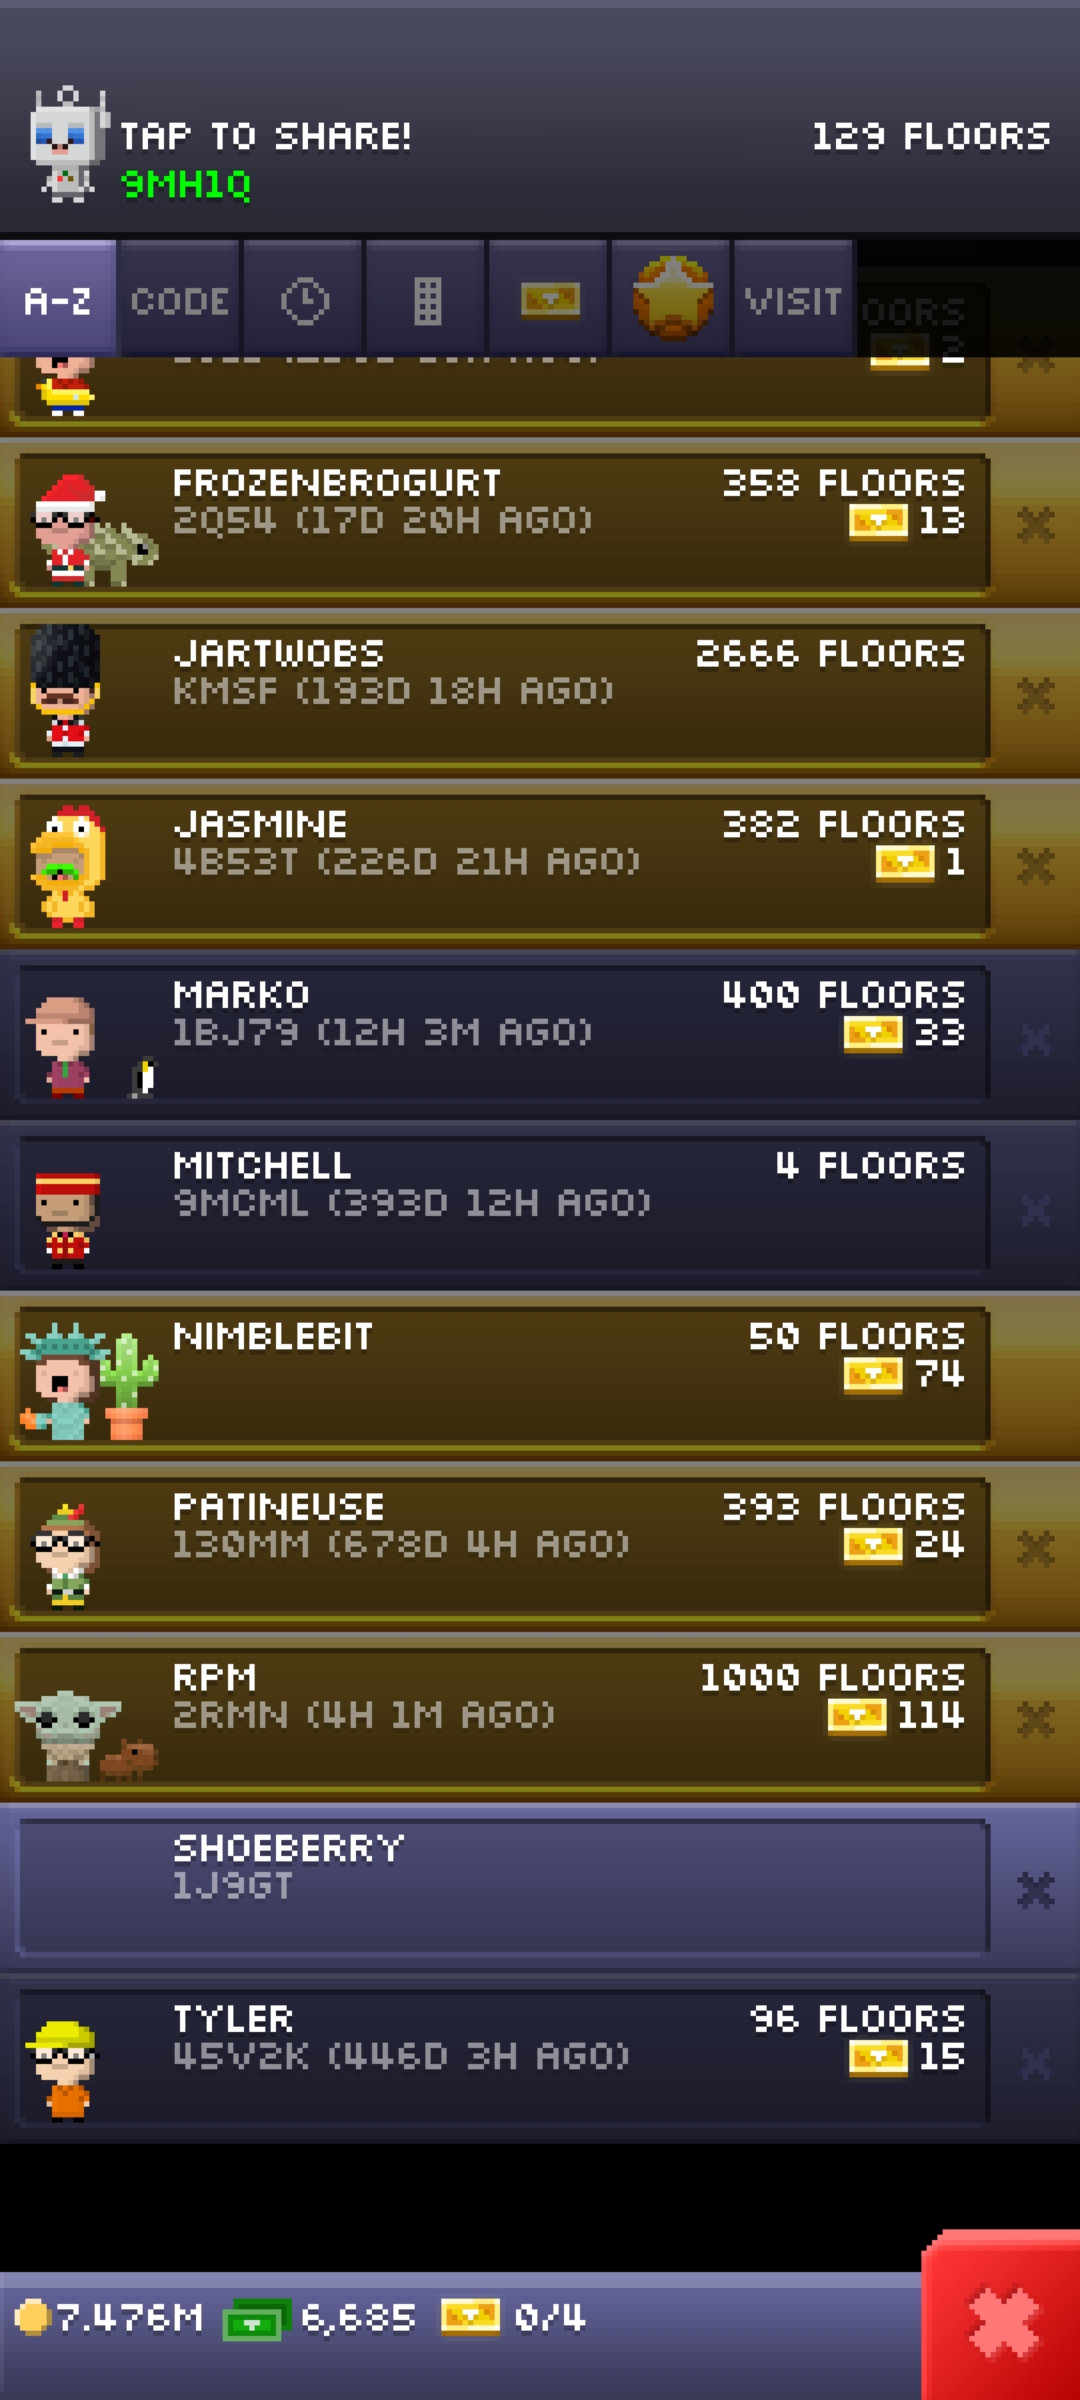 TAP TO SHARE!
129 FLOORS
9MH1Q
A-Z
CODE
VISIT
2
FROZENBROGURT
358 FLOORS
2Q54 (17D 20H AGO)
13
JARTWOBS
2666 FLOORS
KMSF (193D 18H AGO)
JASMINE
382 FLOORS
4B53T (226D 21H AGO)
1
MARKO
400 FLOORS
1BJ79 (12H 3M AGO)
33
MITCHELL
4 FLOORS
9MCML (393D 12H AGO)
NIMBLEBIT
50 FLOORS
74
PATINEUSE
393 FLOORS
130MM (678D 4H AGO)
24
RPM
1000 FLOORS
2RMN (4H 1M AGO)
114
SHOEBERRY
1J9GT
TYLER
96 FLOORS
45V2K (446D 3H AGO)
15
7.476M 6,685 0/4